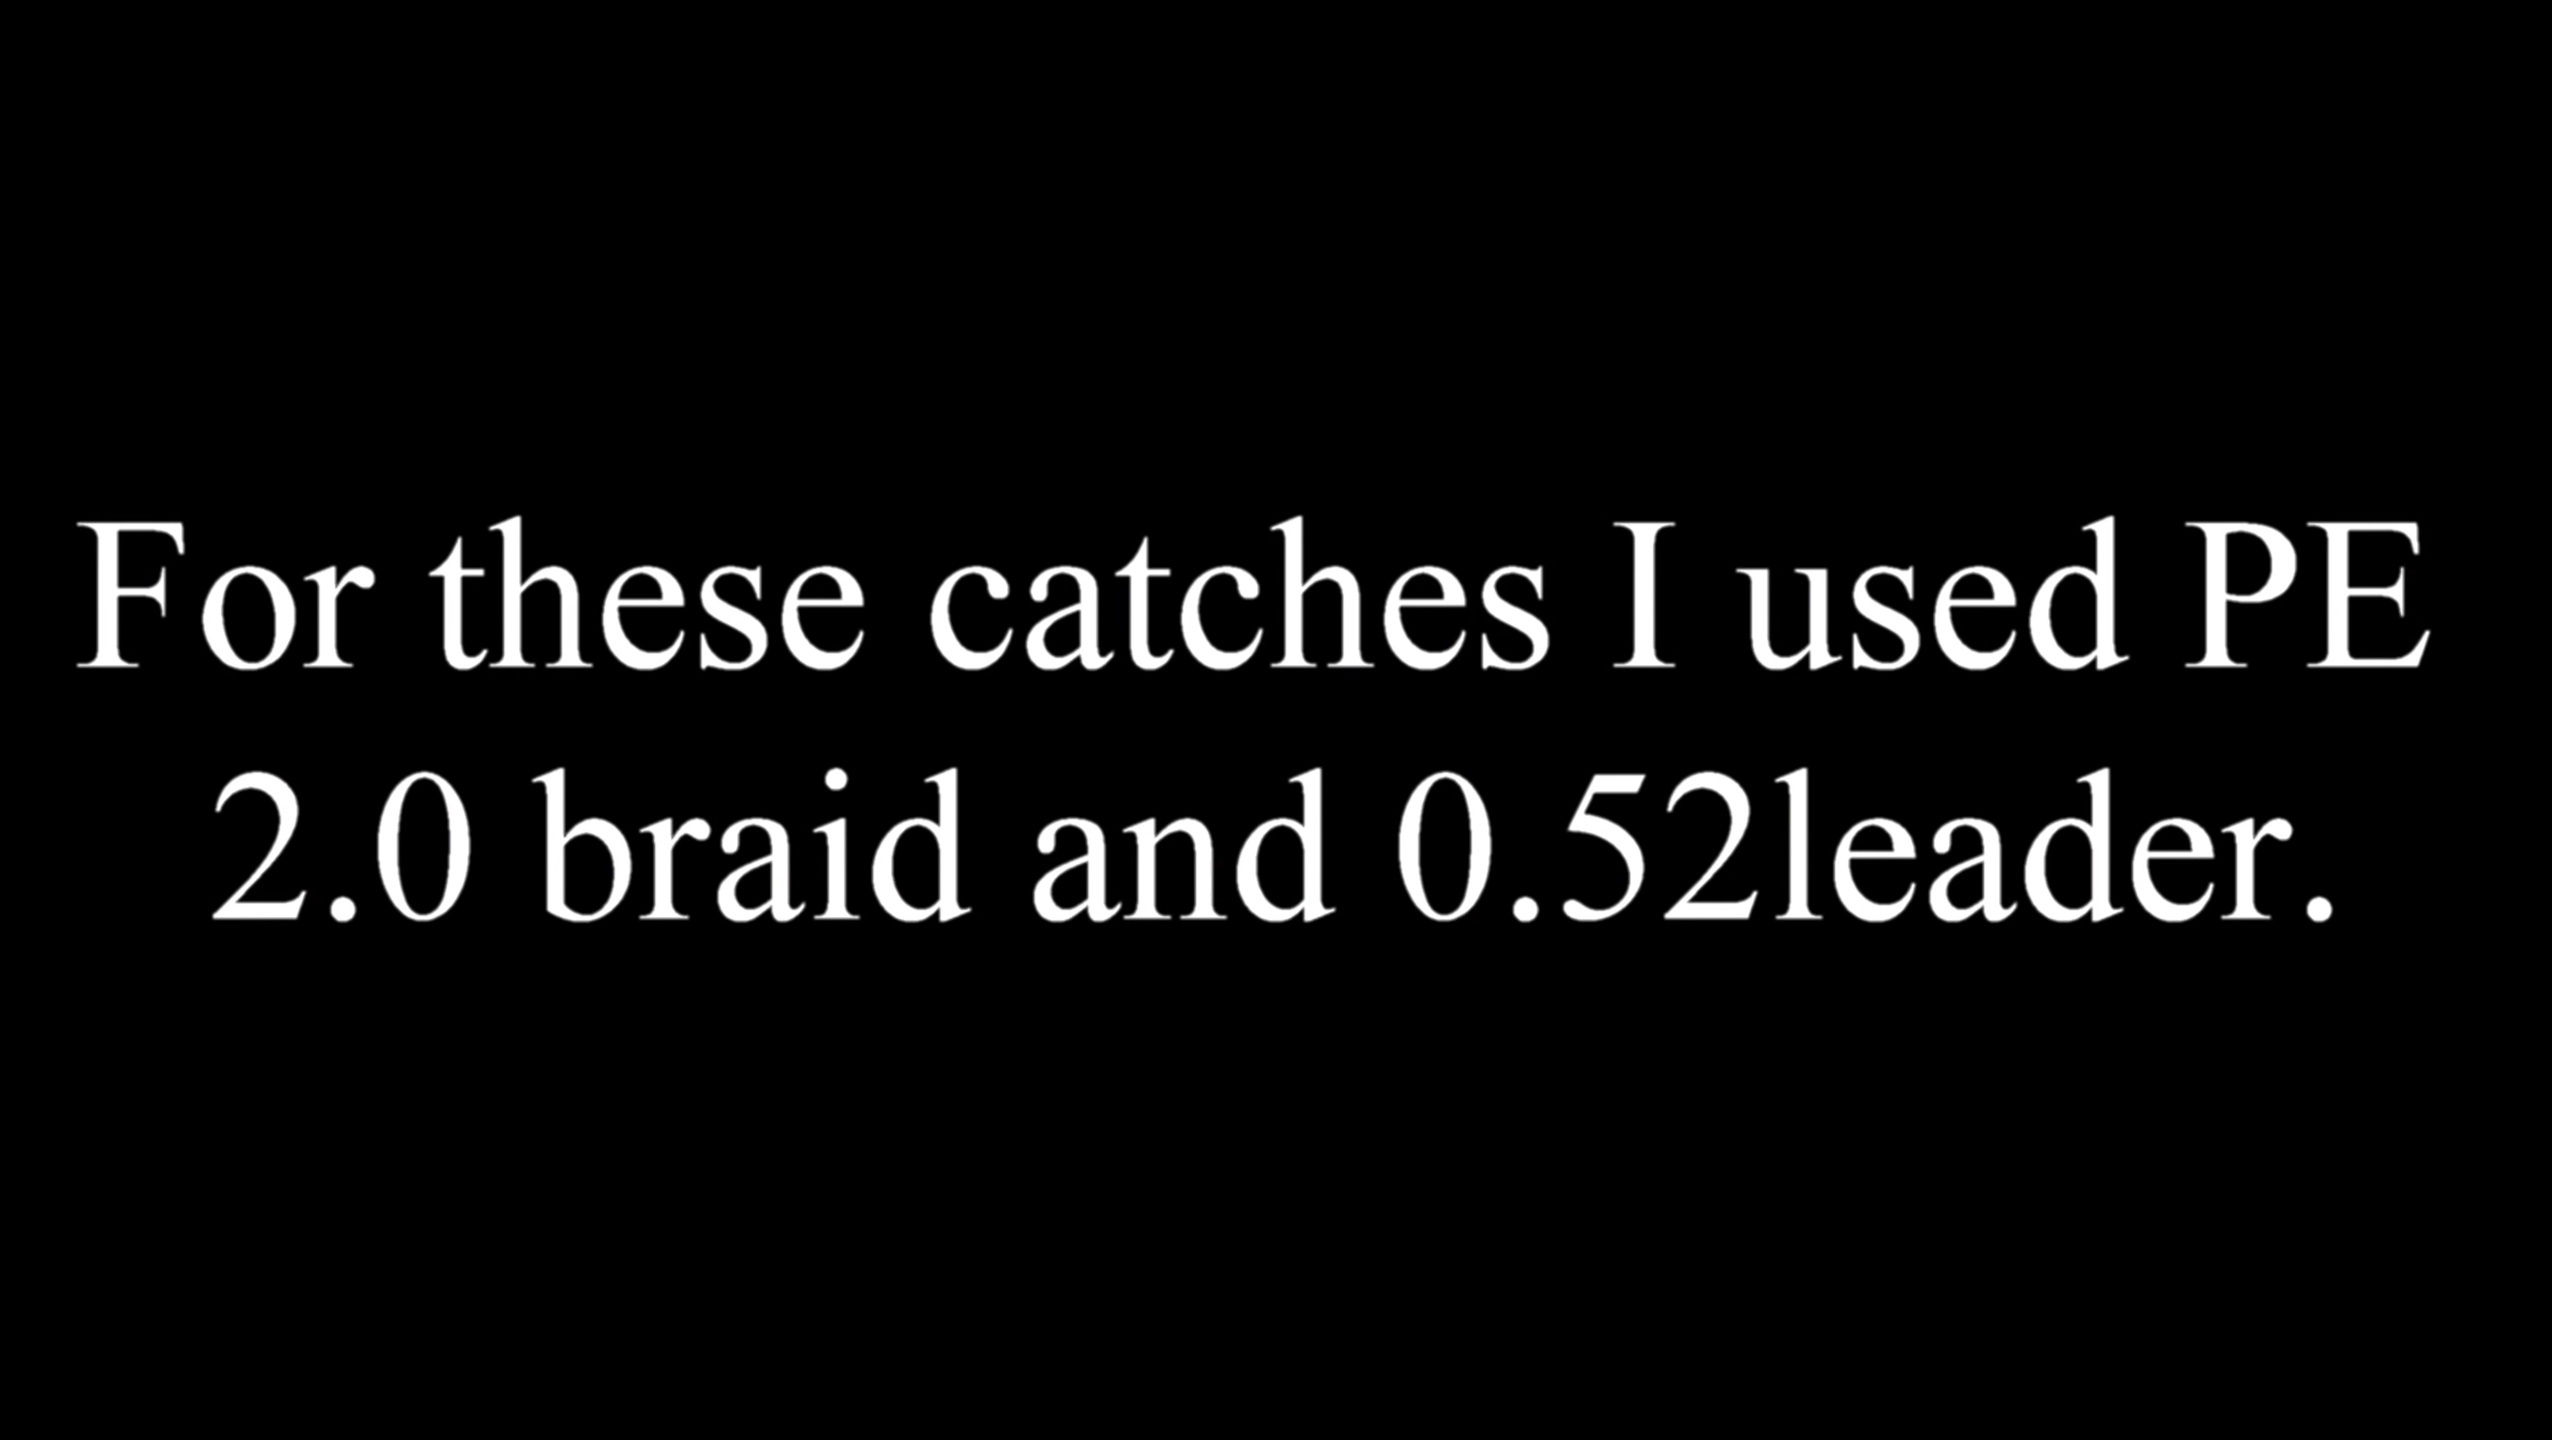 For these catches I used PE
2.0 braid and 0.52leader.